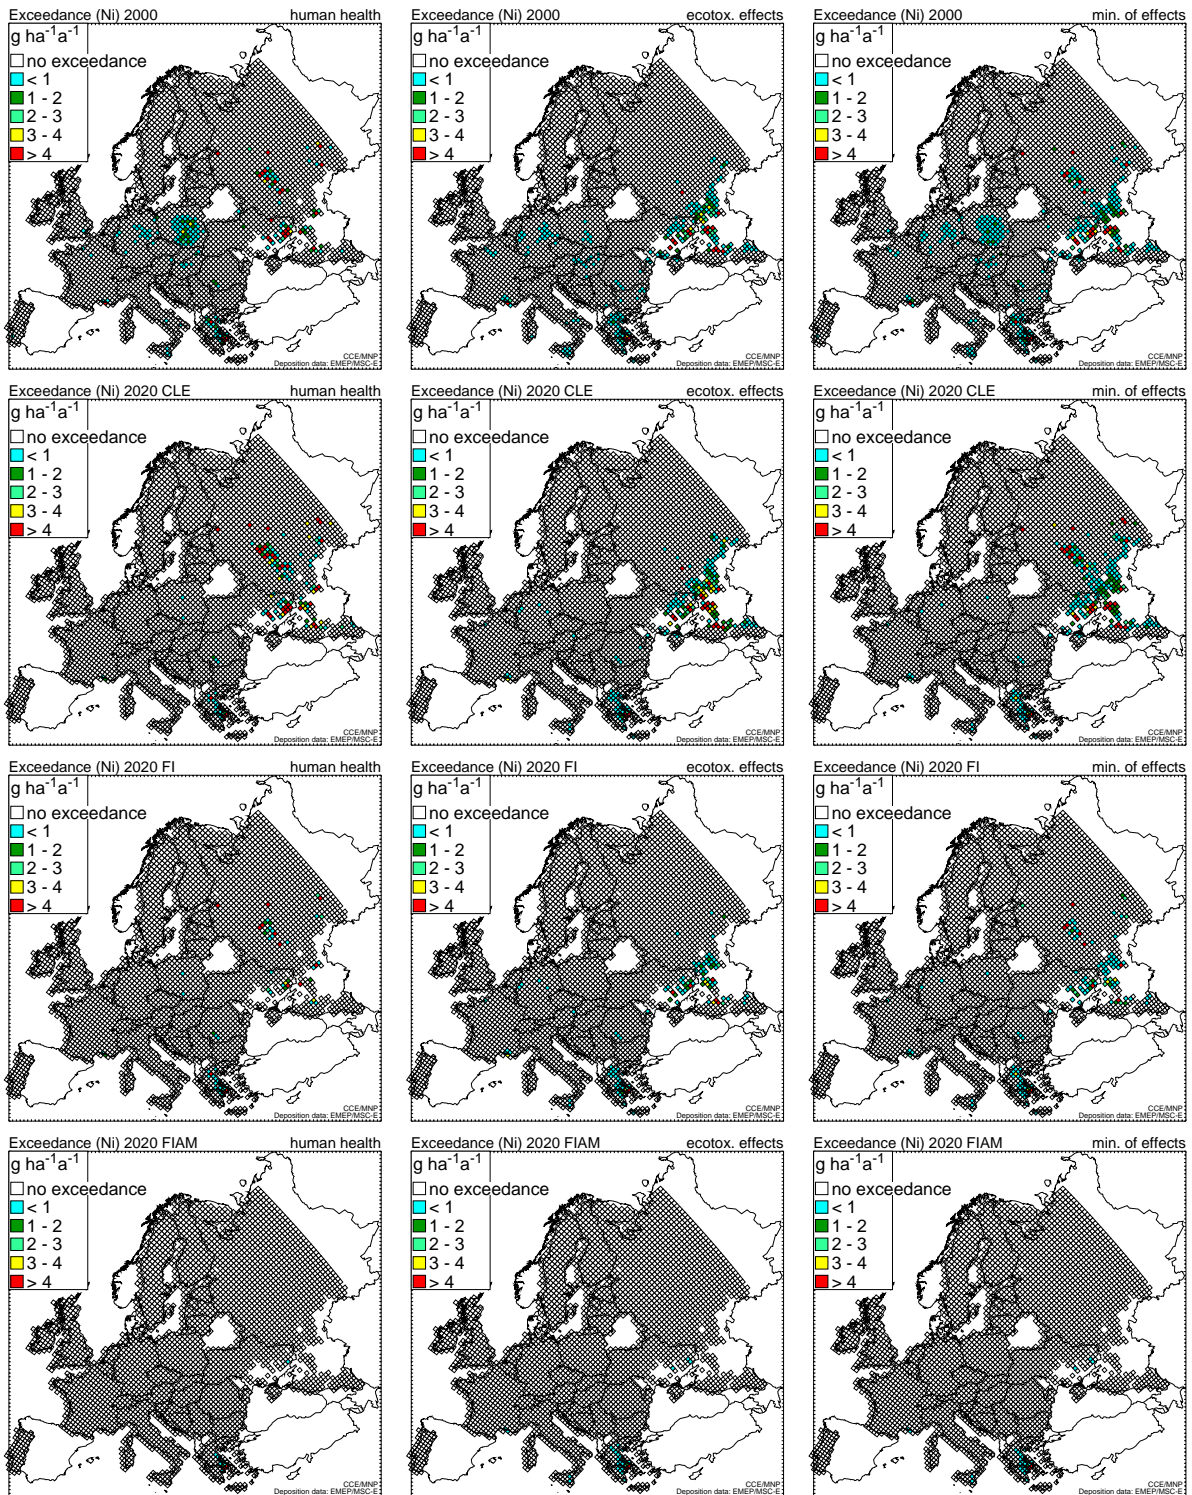 Exceedance (Ni) 2000 human health
g ha⁻¹a⁻¹
no exceedance
< 1
1 - 2
2 - 3
3 - 4
> 4
CCE/MNP
Deposition data: EMEP/MSC-E
Exceedance (Ni) 2000 ecotox. effects
g ha⁻¹a⁻¹
no exceedance
< 1
1 - 2
2 - 3
3 - 4
> 4
CCE/MNP
Deposition data: EMEP/MSC-E
Exceedance (Ni) 2000 min. of effects
g ha⁻¹a⁻¹
no exceedance
< 1
1 - 2
2 - 3
3 - 4
> 4
CCE/MNP
Deposition data: EMEP/MSC-E
Exceedance (Ni) 2020 CLE human health
g ha⁻¹a⁻¹
no exceedance
< 1
1 - 2
2 - 3
3 - 4
> 4
CCE/MNP
Deposition data: EMEP/MSC-E
Exceedance (Ni) 2020 CLE ecotox. effects
g ha⁻¹a⁻¹
no exceedance
< 1
1 - 2
2 - 3
3 - 4
> 4
CCE/MNP
Deposition data: EMEP/MSC-E
Exceedance (Ni) 2020 CLE min. of effects
g ha⁻¹a⁻¹
no exceedance
< 1
1 - 2
2 - 3
3 - 4
> 4
CCE/MNP
Deposition data: EMEP/MSC-E
Exceedance (Ni) 2020 FI human health
g ha⁻¹a⁻¹
no exceedance
< 1
1 - 2
2 - 3
3 - 4
> 4
CCE/MNP
Deposition data: EMEP/MSC-E
Exceedance (Ni) 2020 FI ecotox. effects
g ha⁻¹a⁻¹
no exceedance
< 1
1 - 2
2 - 3
3 - 4
> 4
CCE/MNP
Deposition data: EMEP/MSC-E
Exceedance (Ni) 2020 FI min. of effects
g ha⁻¹a⁻¹
no exceedance
< 1
1 - 2
2 - 3
3 - 4
> 4
CCE/MNP
Deposition data: EMEP/MSC-E
Exceedance (Ni) 2020 FIAM human health
g ha⁻¹a⁻¹
no exceedance
< 1
1 - 2
2 - 3
3 - 4
> 4
CCE/MNP
Deposition data: EMEP/MSC-E
Exceedance (Ni) 2020 FIAM ecotox. effects
g ha⁻¹a⁻¹
no exceedance
< 1
1 - 2
2 - 3
3 - 4
> 4
CCE/MNP
Deposition data: EMEP/MSC-E
Exceedance (Ni) 2020 FIAM min. of effects
g ha⁻¹a⁻¹
no exceedance
< 1
1 - 2
2 - 3
3 - 4
> 4
CCE/MNP
Deposition data: EMEP/MSC-E